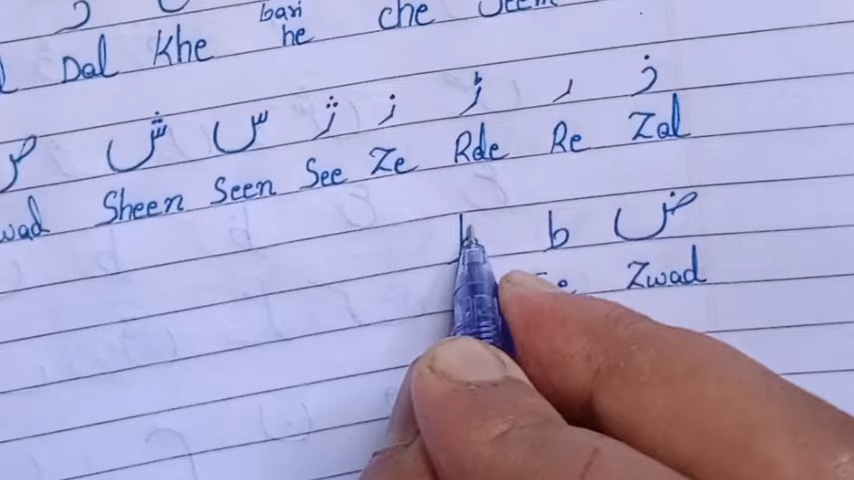 Dal Khe bari he che
ذ ر ڑ ز ژ س ش ص
Sheen Seen See Ze Rde Re Zal
ض ط
Zwad